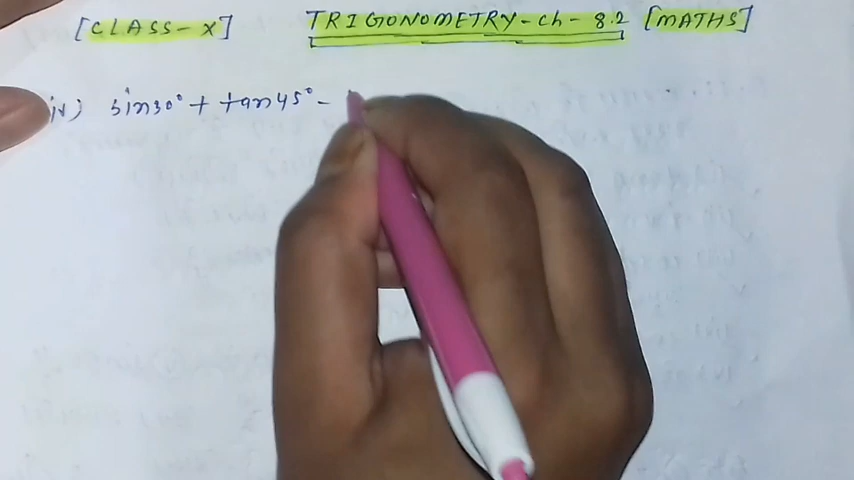 [CLASS-X] TRIGONOMETRY-Ch-8.2 [MATHS]
iv) sin30° + tan45° -